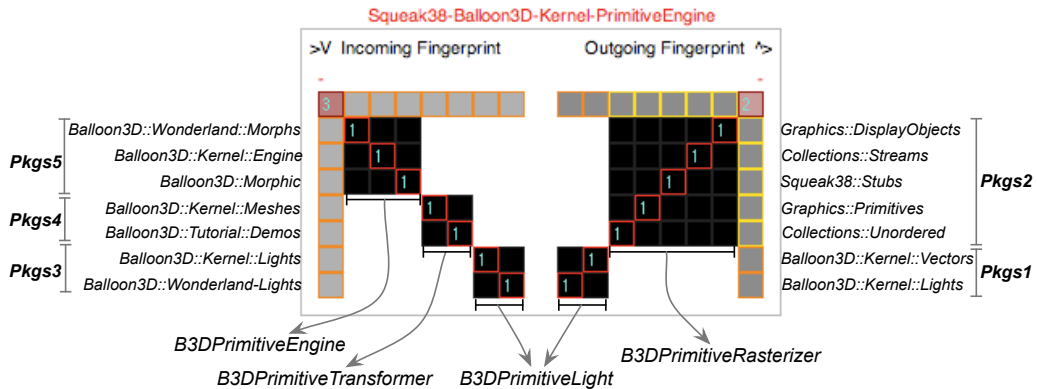 Squeak38-Balloon3D-Kernel-PrimitiveEngine
>V Incoming Fingerprint
Outgoing Fingerprint ^>
-
-
3
2
Balloon3D::Wonderland::Morphs
1
1
Graphics::DisplayObjects
Pkgs5
Balloon3D::Kernel::Engine
1
1
Collections::Streams
Balloon3D::Morphic
1
1
Squeak38::Stubs
Pkgs2
Pkgs4
Balloon3D::Kernel::Meshes
1
1
Graphics::Primitives
Balloon3D::Tutorial::Demos
1
1
Collections::Unordered
Pkgs3
Balloon3D::Kernel::Lights
1
1
Balloon3D::Kernel::Vectors
Pkgs1
Balloon3D::Wonderland-Lights
1
1
Balloon3D::Kernel::Lights
B3DPrimitiveEngine
B3DPrimitiveRasterizer
B3DPrimitiveTransformer
B3DPrimitiveLight